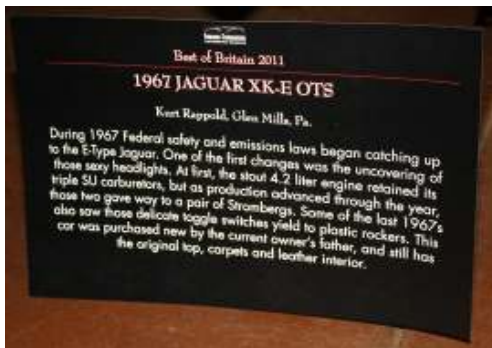 Best of Britain 2011
1967 JAGUAR XK-E OTS
Kurt Rappold, Glen Mills, Pa.
During 1967 Federal safety and emissions laws began catching up
to the E-Type Jaguar. One of the first changes was the uncovering of
those sexy headlights. At first, the stout 4.2 liter engine retained its
triple SU carburetors, but as production advanced through the year,
those two gave way to a pair of Strombergs. Some of the last 1967s
also saw those delicate toggle switches yield to plastic rockers. This
car was purchased new by the current owner's father, and still has
the original top, carpets and leather interior.